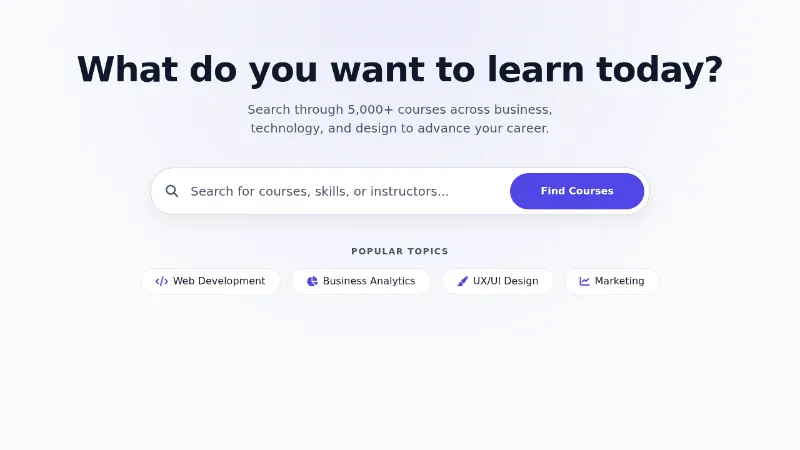 What do you want to learn today?
Search through 5,000+ courses across business,
technology, and design to advance your career.
Search for courses, skills, or instructors...
Find Courses
POPULAR TOPICS
Web Development
Business Analytics
UX/UI Design
Marketing